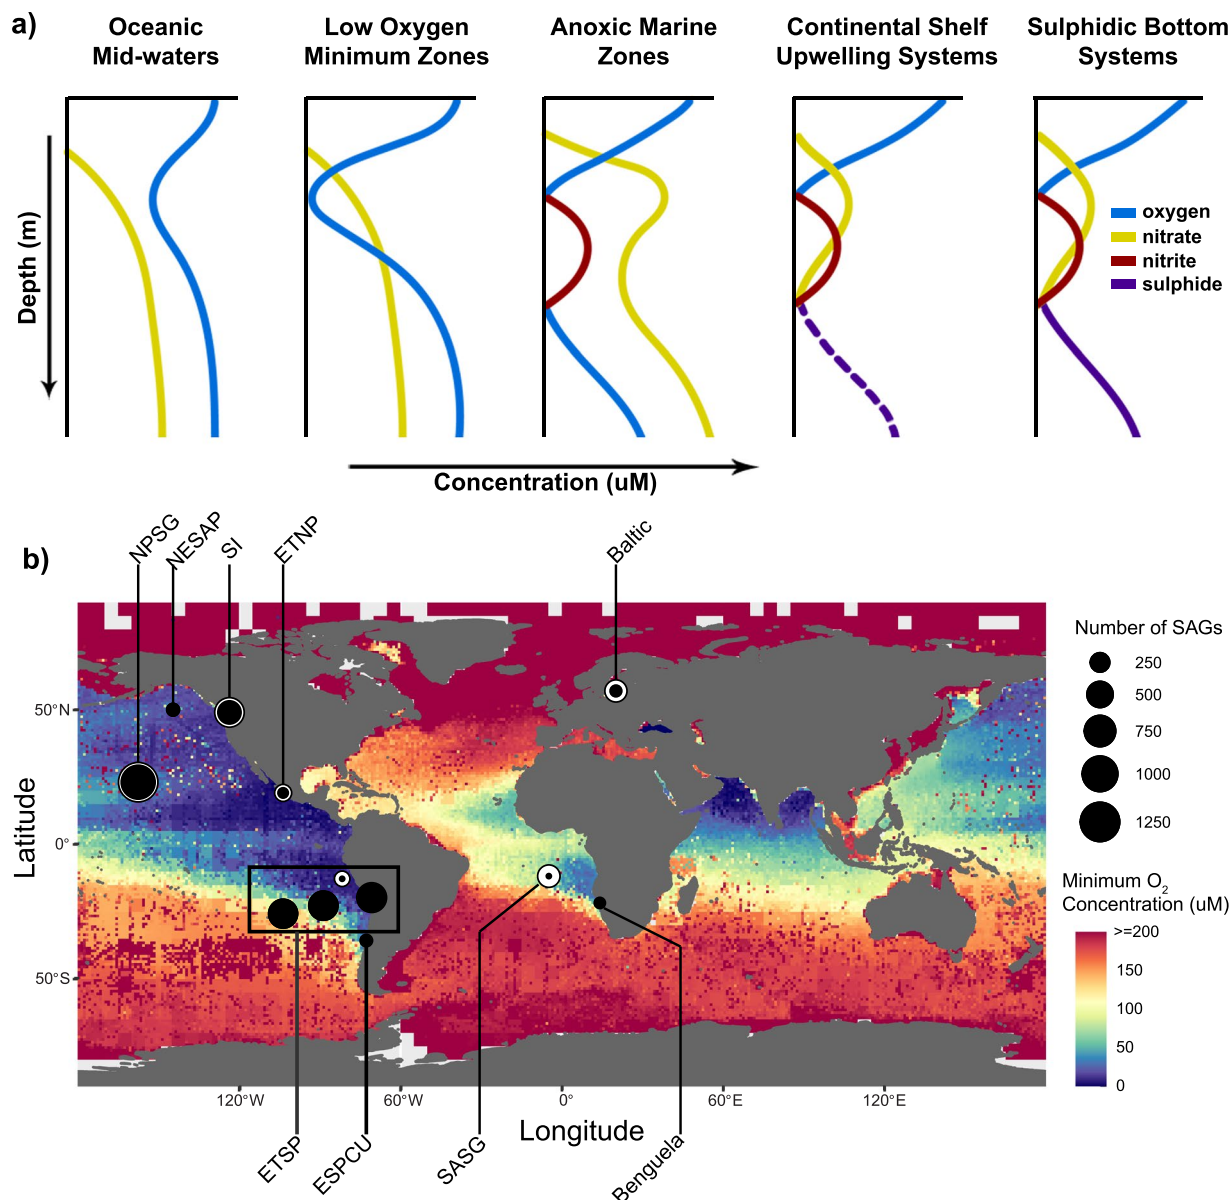 a)
Oceanic
Mid-waters
Low Oxygen
Minimum Zones
Anoxic Marine
Zones
Continental Shelf
Upwelling Systems
Sulphidic Bottom
Systems
Depth (m)
oxygen
nitrate
nitrite
sulphide
Concentration (uM)
b)
NPSG
NESAP
SI
ETNP
Baltic
Latitude
50°N
0°
50°S
120°W
60°W
0°
60°E
120°E
Longitude
ETSP
ESPCU
SASG
Benguela
Number of SAGs
250
500
750
1000
1250
Minimum O2
Concentration (uM)
>=200
150
100
50
0